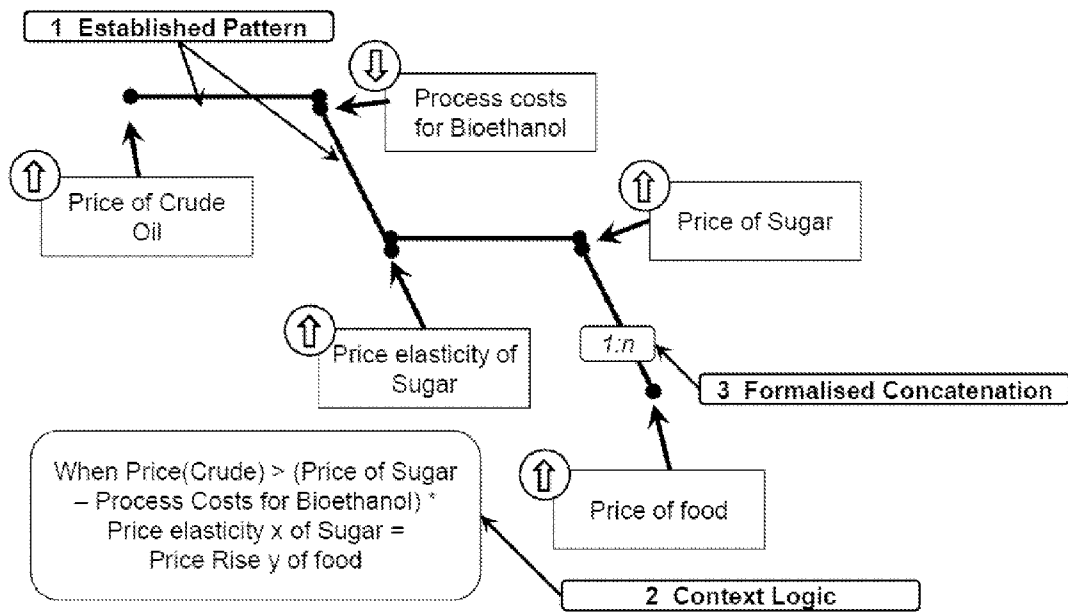 1 Established Pattern
Process costs
for Bioethanol
Price of Crude
Oil
Price of Sugar
Price elasticity of
Sugar
1:n
3 Formalised Concatenation
When Price(Crude) > (Price of Sugar
– Process Costs for Bioethanol) *
Price elasticity x of Sugar =
Price Rise y of food
Price of food
2 Context Logic